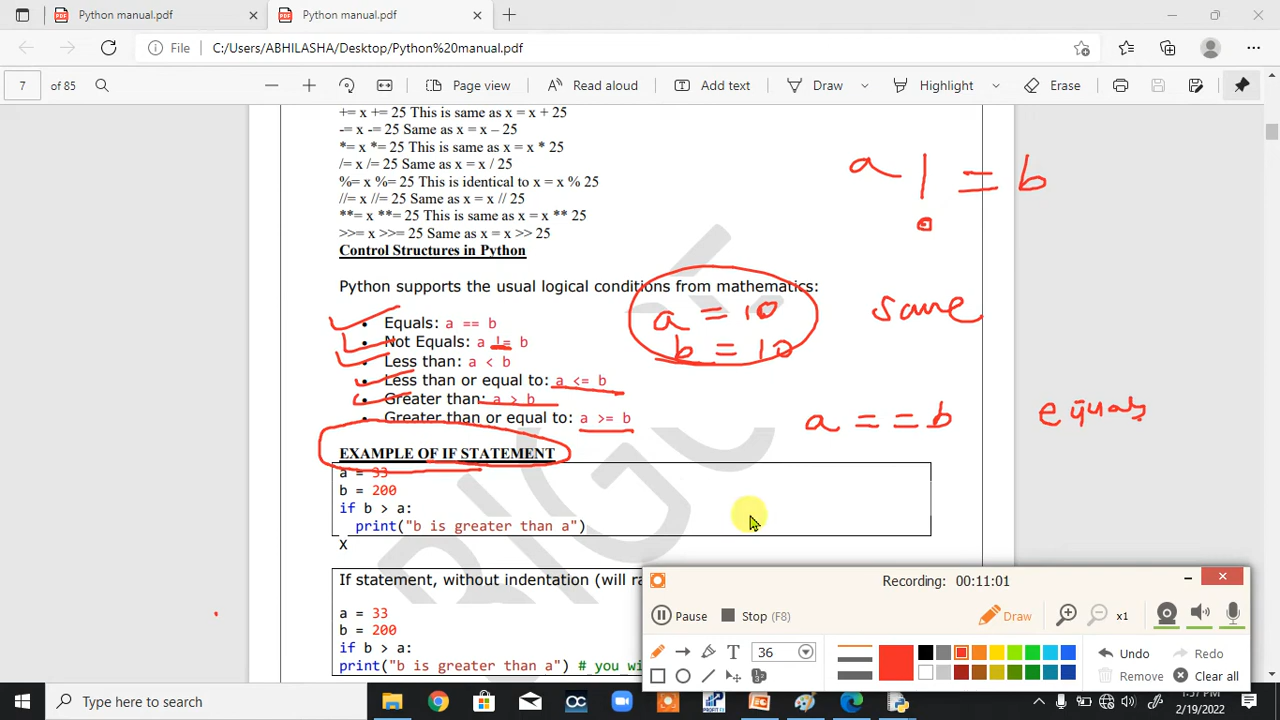 Python manual.pdf Python manual.pdf
File C:/Users/ABHILASHA/Desktop/Python%20manual.pdf
7 of 85 Page view Read aloud Add text Draw Highlight Erase
+= x += 25 This is same as x = x + 25
-= x -= 25 Same as x = x – 25
*= x *= 25 This is same as x = x * 25
/= x /= 25 Same as x = x / 25
%= x %= 25 This is identical to x = x % 25
//= x //= 25 Same as x = x // 25
**= x **= 25 This is same as x = x ** 25
>>= x >>= 25 Same as x = x >> 25
a != b
Control Structures in Python
Python supports the usual logical conditions from mathematics:
Equals: a == b
Not Equals: a != b
Less than: a < b
Less than or equal to: a <= b
Greater than: a > b
Greater than or equal to: a >= b
a = 10
b = 10
same
a == b equals
EXAMPLE OF IF STATEMENT
a = 33
b = 200
if b > a:
print("b is greater than a")
X
If statement, without indentation (will ra
a = 33
b = 200
if b > a:
print("b is greater than a") # you wi
Recording: 00:11:01
Pause Stop (F8) Draw x1
T 36 Undo Redo
Remove Clear all
Type here to search
1:57 PM
2/19/2022